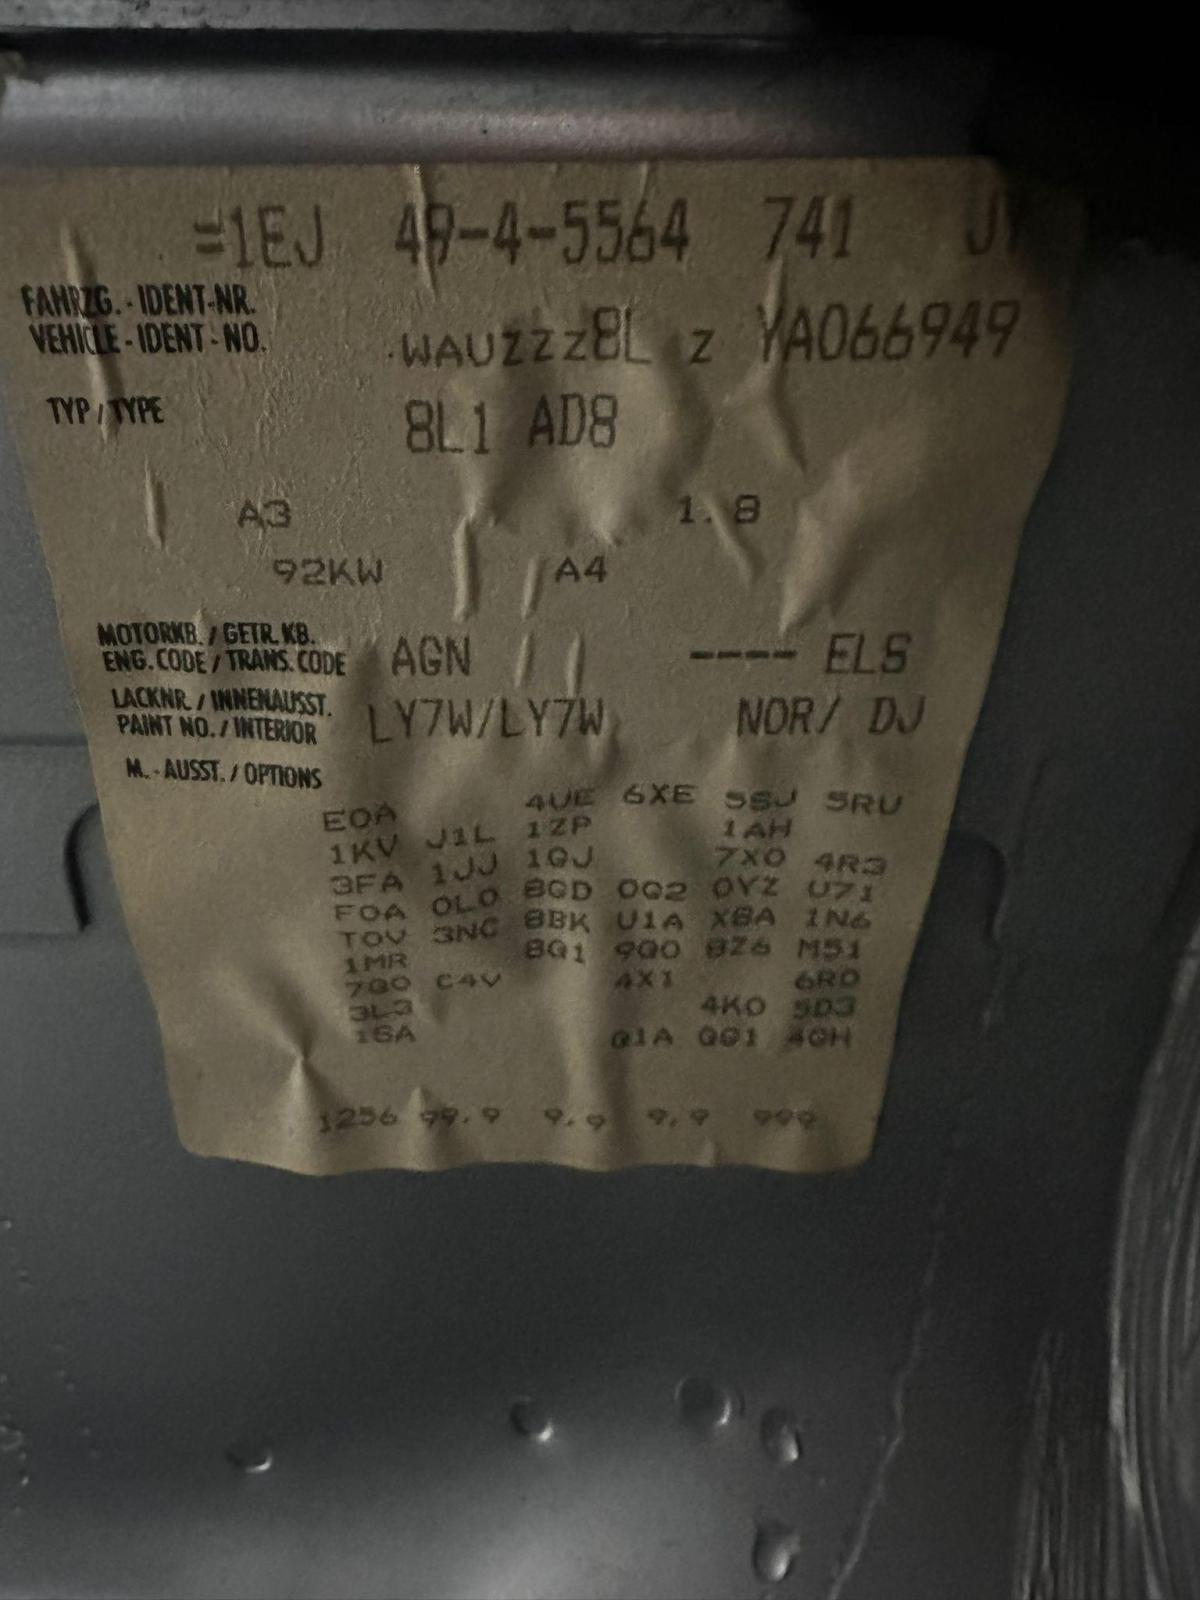 =1EJ 49-4-5564 741 JY
FAHRZG.-IDENT-NR.
VEHICLE-IDENT-NO. WAUZZZ8L Z YA066949
TYP / TYPE 8L1 AD8
A3 1.8
92KW A4
MOTORKB. / GETR.KB.
ENG.CODE / TRANS.CODE AGN ---- ELS
LACKNR. / INNENAUSST.
PAINT NO. / INTERIOR LY7W/LY7W NOR/ DJ
M.-AUSST. / OPTIONS
E0A 4UE 6XE 5SJ 5RU
1KV J1L 1ZP 1AH
3FA 1JJ 1GJ 7X0 4R3
F0A 0L0 8GD 0G2 0YZ U71
T0V 3NC 8BK U1A X8A 1N6
1MR 8Q1 9Q0 8Z6 M51
7Q0 C4V 4X1 6R0
3L3 4K0 5D3
1SA Q1A QG1 4GH
1256 99.9 9.9 9.9 999